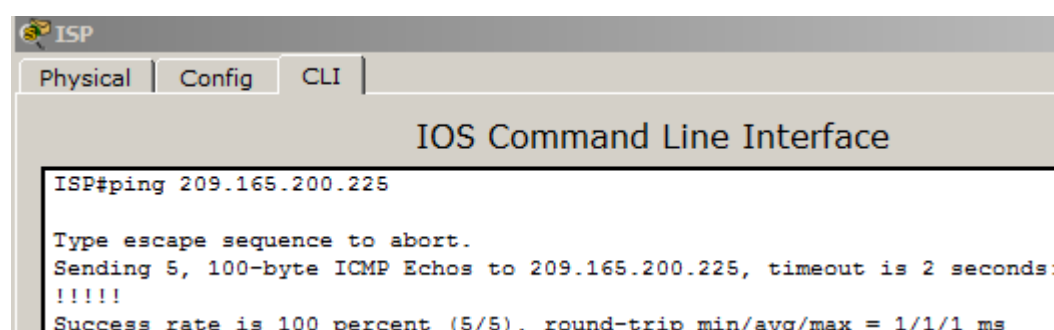 ISP
Physical Config CLI
IOS Command Line Interface
ISP#ping 209.165.200.225
Type escape sequence to abort.
Sending 5, 100-byte ICMP Echos to 209.165.200.225, timeout is 2 seconds:
!!!!!
Success rate is 100 percent (5/5), round-trip min/avg/max = 1/1/1 ms